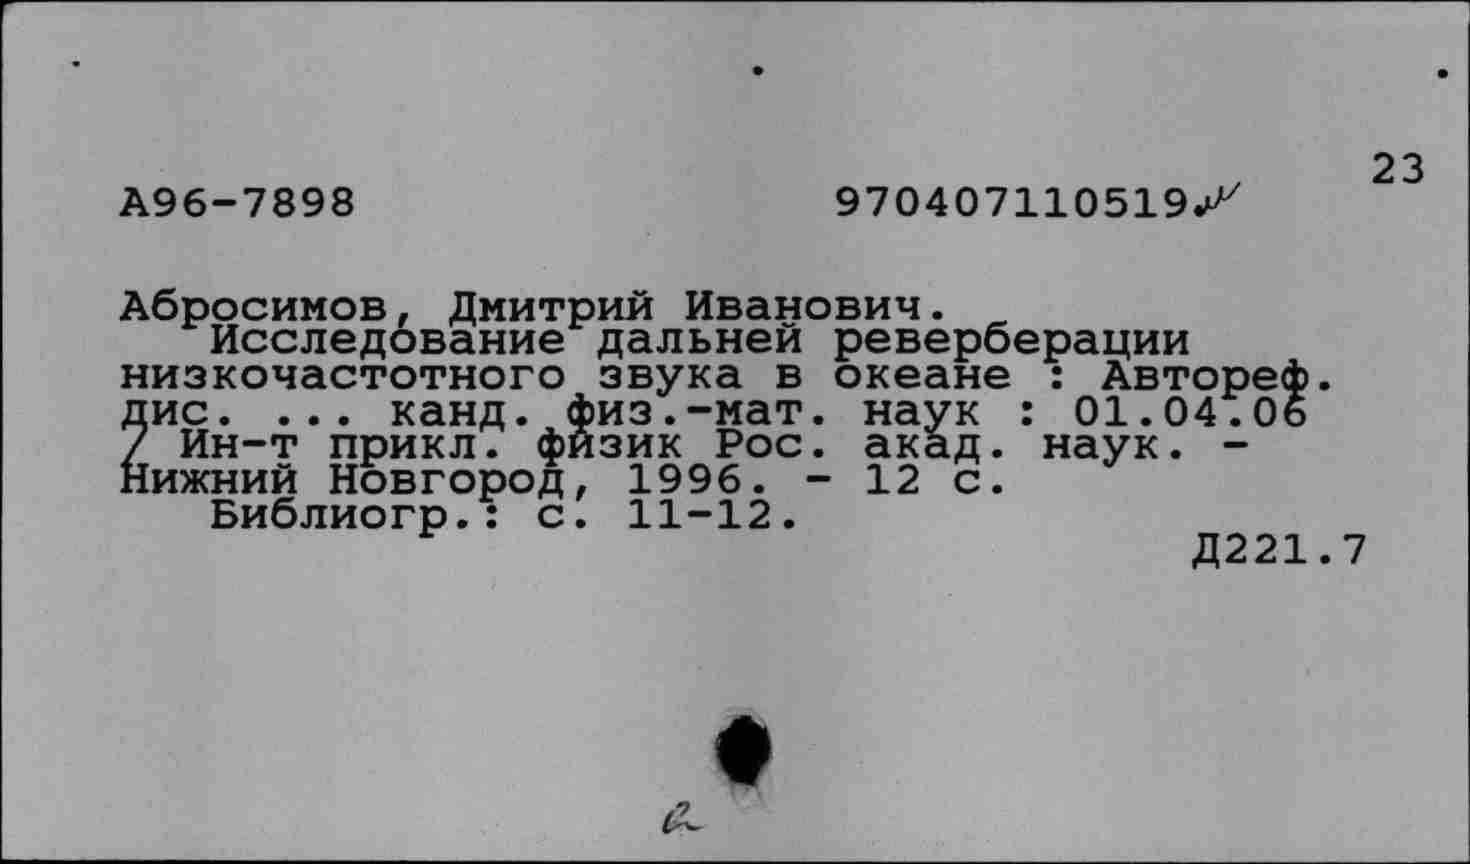 23
А96-7898 970407110519
Абросимов, Дмитрий Иванович.
Исследование дальней реверберации
низкочастотного звука в океане : Автореф.
дис. ... канд. физ.-мат. наук : 01.04.06
/ Ин-т прикл. физик Рос. акад. наук. -
Нижний Новгород, 1996. - 12 с.
Библиогр.: с. 11-12.
Д221.7